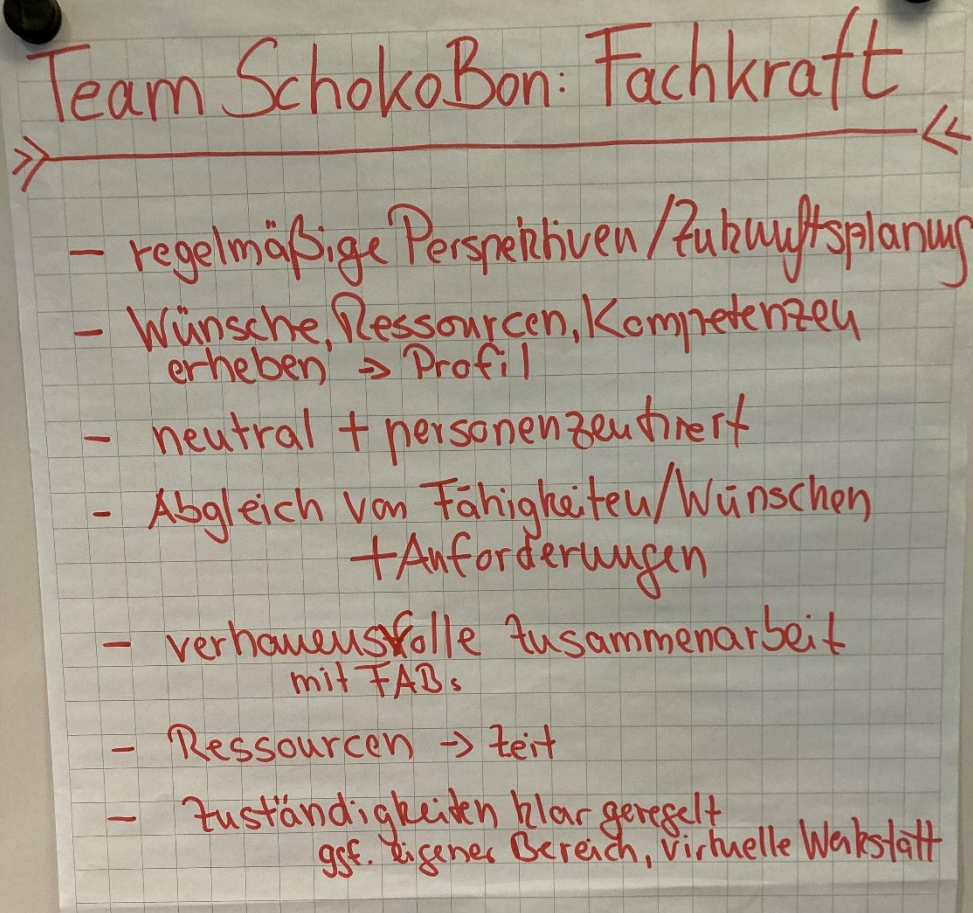 Team SchokoBon: Fachkraft
- regelmäßige Perspektiven/Zukunftsplanung
- Wünsche, Ressourcen, Kompetenzen
erheben → Profil
- neutral + personenzentriert
- Abgleich von Fähigkeiten/Wünschen
+ Anforderungen
- vertrauensvolle Zusammenarbeit
mit FABs
- Ressourcen → Zeit
- Zuständigkeiten klar geregelt
ggf. eigener Bereich, virtuelle Werkstatt